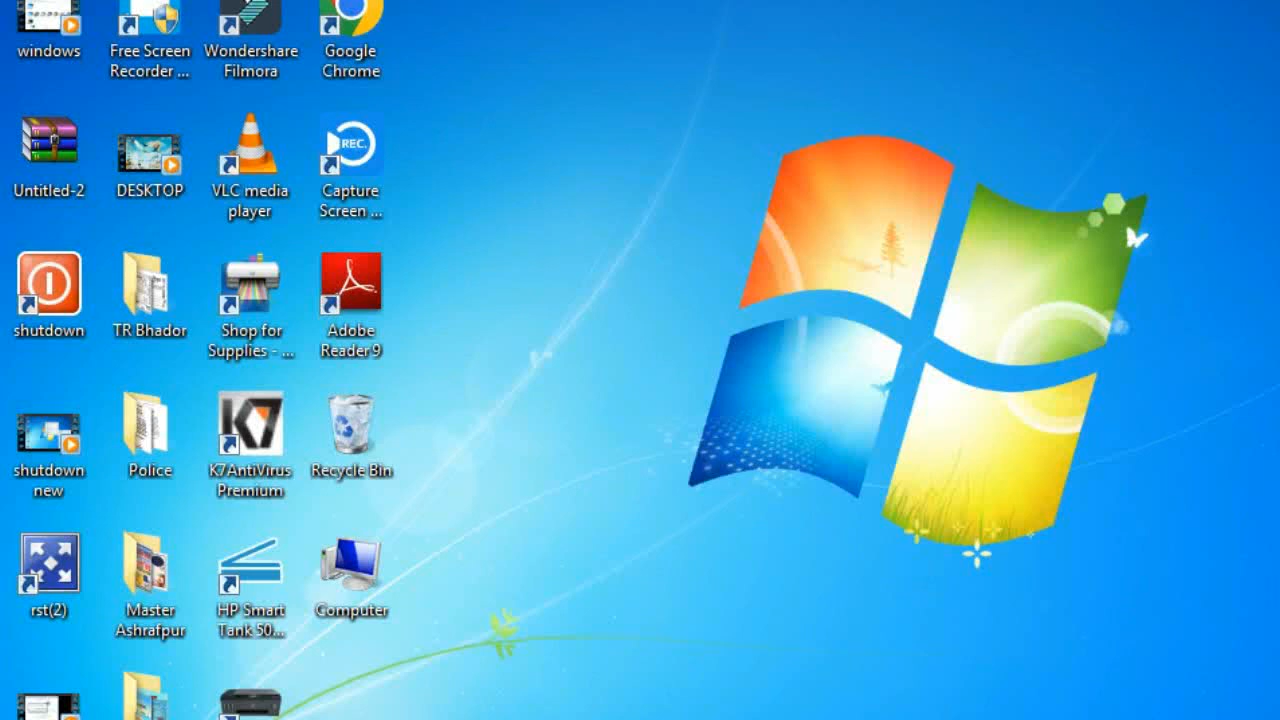 windows
Free Screen
Recorder ...
Wondershare
Filmora
Google
Chrome
Untitled-2
DESKTOP
VLC media
player
REC.
Capture
Screen ...
shutdown
TR Bhador
Shop for
Supplies - ...
Adobe
Reader 9
shutdown
new
Police
K7
K7AntiVirus
Premium
Recycle Bin
rst(2)
Master
Ashrafpur
HP Smart
Tank 50...
Computer